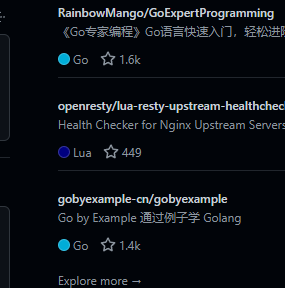 RainbowMango/GoExpertProgramming
《Go专家编程》Go语言快速入门，轻松进阶
Go 1.6k
openresty/lua-resty-upstream-healthchec
Health Checker for Nginx Upstream Servers
Lua 449
gobyexample-cn/gobyexample
Go by Example 通过例子学 Golang
Go 1.4k
Explore more →